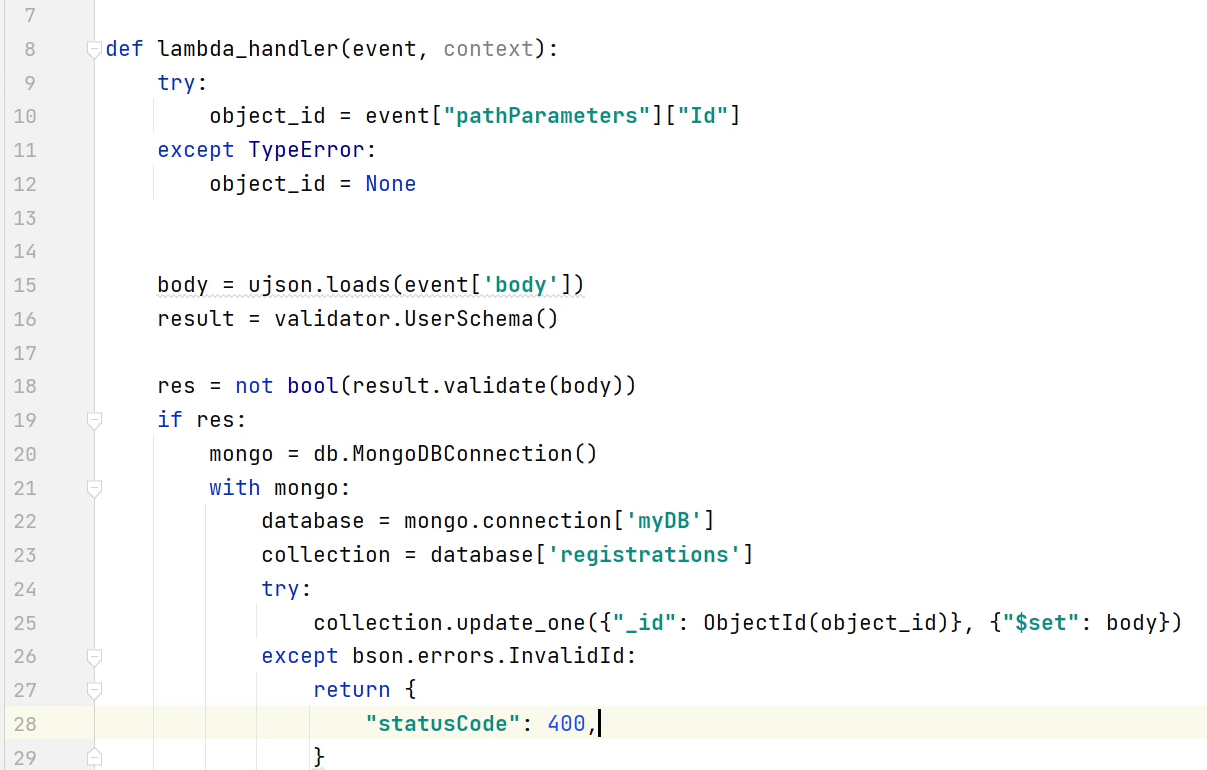 7
8 def lambda_handler(event, context):
9     try:
10         object_id = event["pathParameters"]["Id"]
11     except TypeError:
12         object_id = None
13
14
15     body = ujson.loads(event['body'])
16     result = validator.UserSchema()
17
18     res = not bool(result.validate(body))
19     if res:
20         mongo = db.MongoDBConnection()
21         with mongo:
22             database = mongo.connection['myDB']
23             collection = database['registrations']
24             try:
25                 collection.update_one({"_id": ObjectId(object_id)}, {"$set": body})
26             except bson.errors.InvalidId:
27                 return {
28                     "statusCode": 400,
29                 }